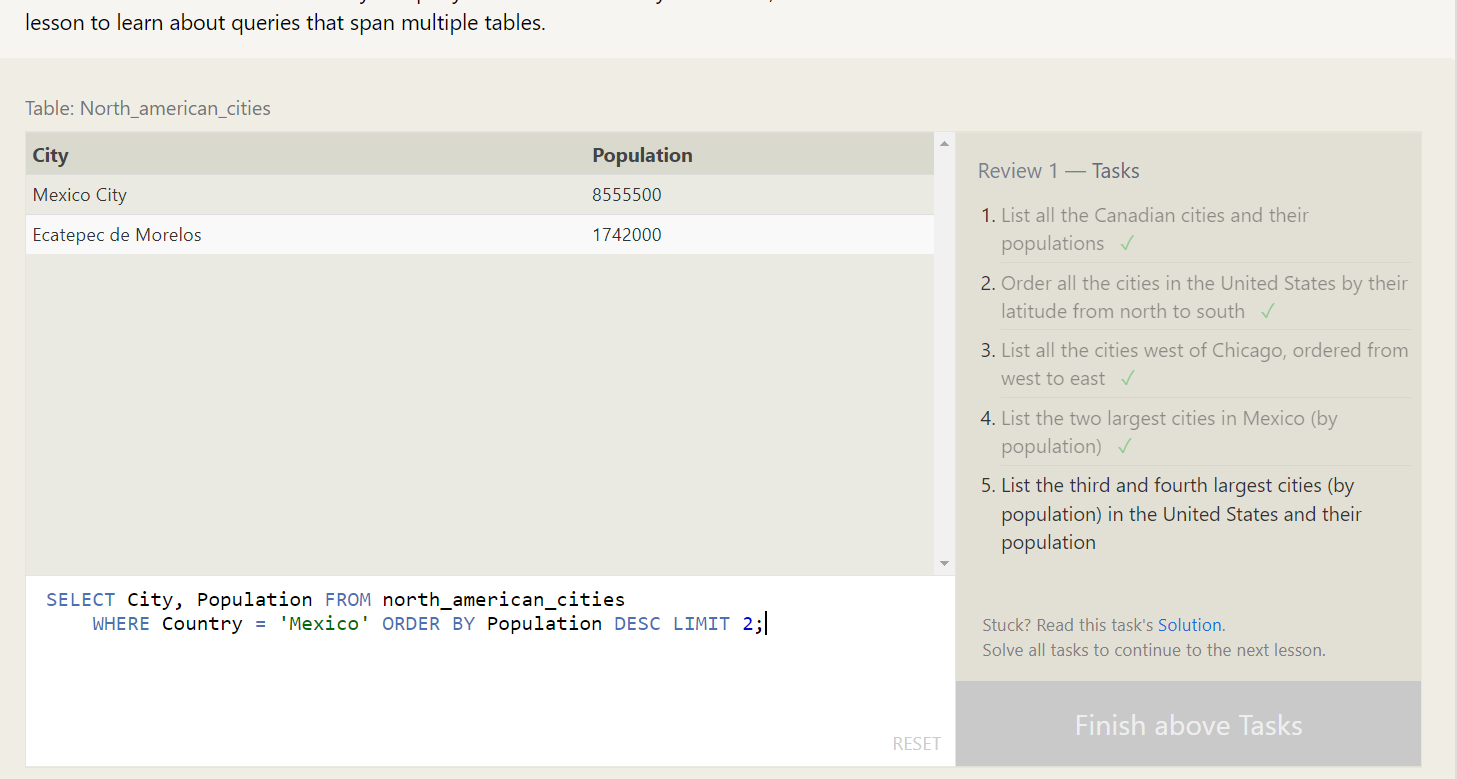 lesson to learn about queries that span multiple tables.
Table: North_american_cities
City Population
Mexico City 8555500
Ecatepec de Morelos 1742000
SELECT City, Population FROM north_american_cities
WHERE Country = 'Mexico' ORDER BY Population DESC LIMIT 2;
RESET
Review 1 — Tasks
1. List all the Canadian cities and their
populations ✓
2. Order all the cities in the United States by their
latitude from north to south ✓
3. List all the cities west of Chicago, ordered from
west to east ✓
4. List the two largest cities in Mexico (by
population) ✓
5. List the third and fourth largest cities (by
population) in the United States and their
population
Stuck? Read this task's Solution.
Solve all tasks to continue to the next lesson.
Finish above Tasks